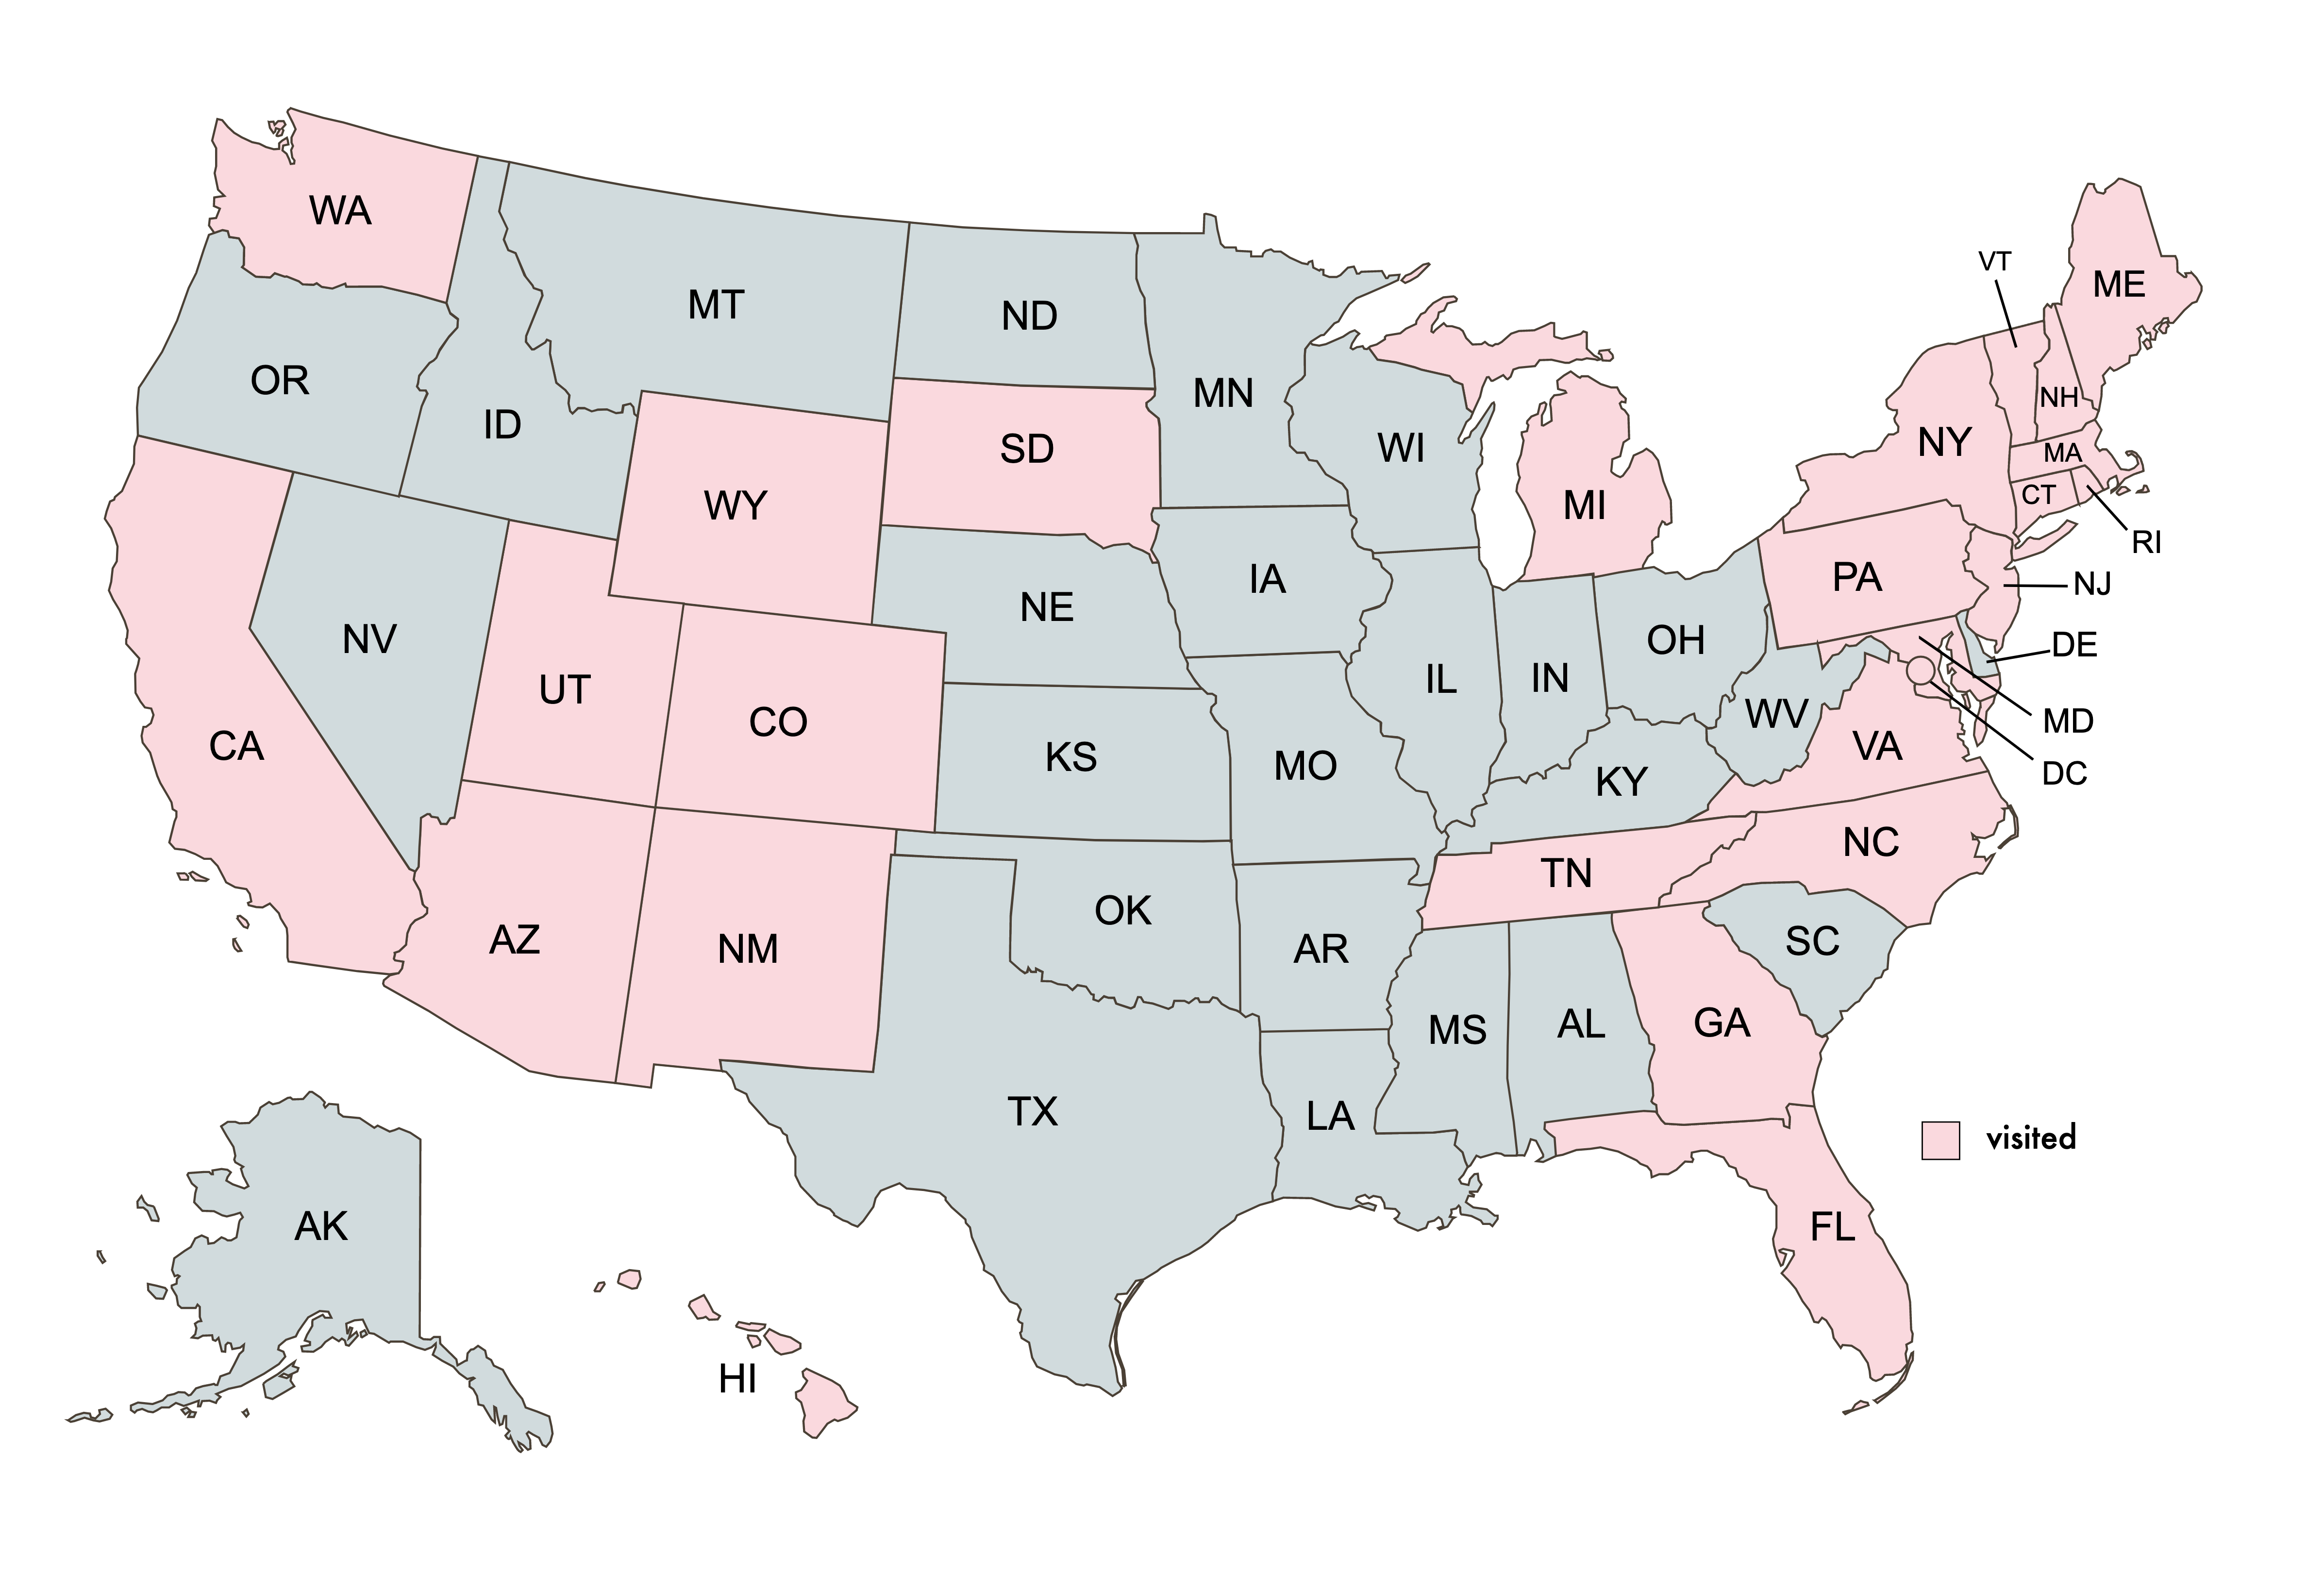 WA
VT
ME
MT
ND
OR
MN
NH
ID
NY
SD
WI
MA
WY
MI
CT
RI
PA
NJ
IA
NE
NV
OH
DE
UT
IL
IN
CO
WV
MD
CA
KS
MO
VA
DC
KY
NC
TN
OK
AZ
NM
AR
SC
MS
AL
GA
TX
LA
visited
AK
FL
HI